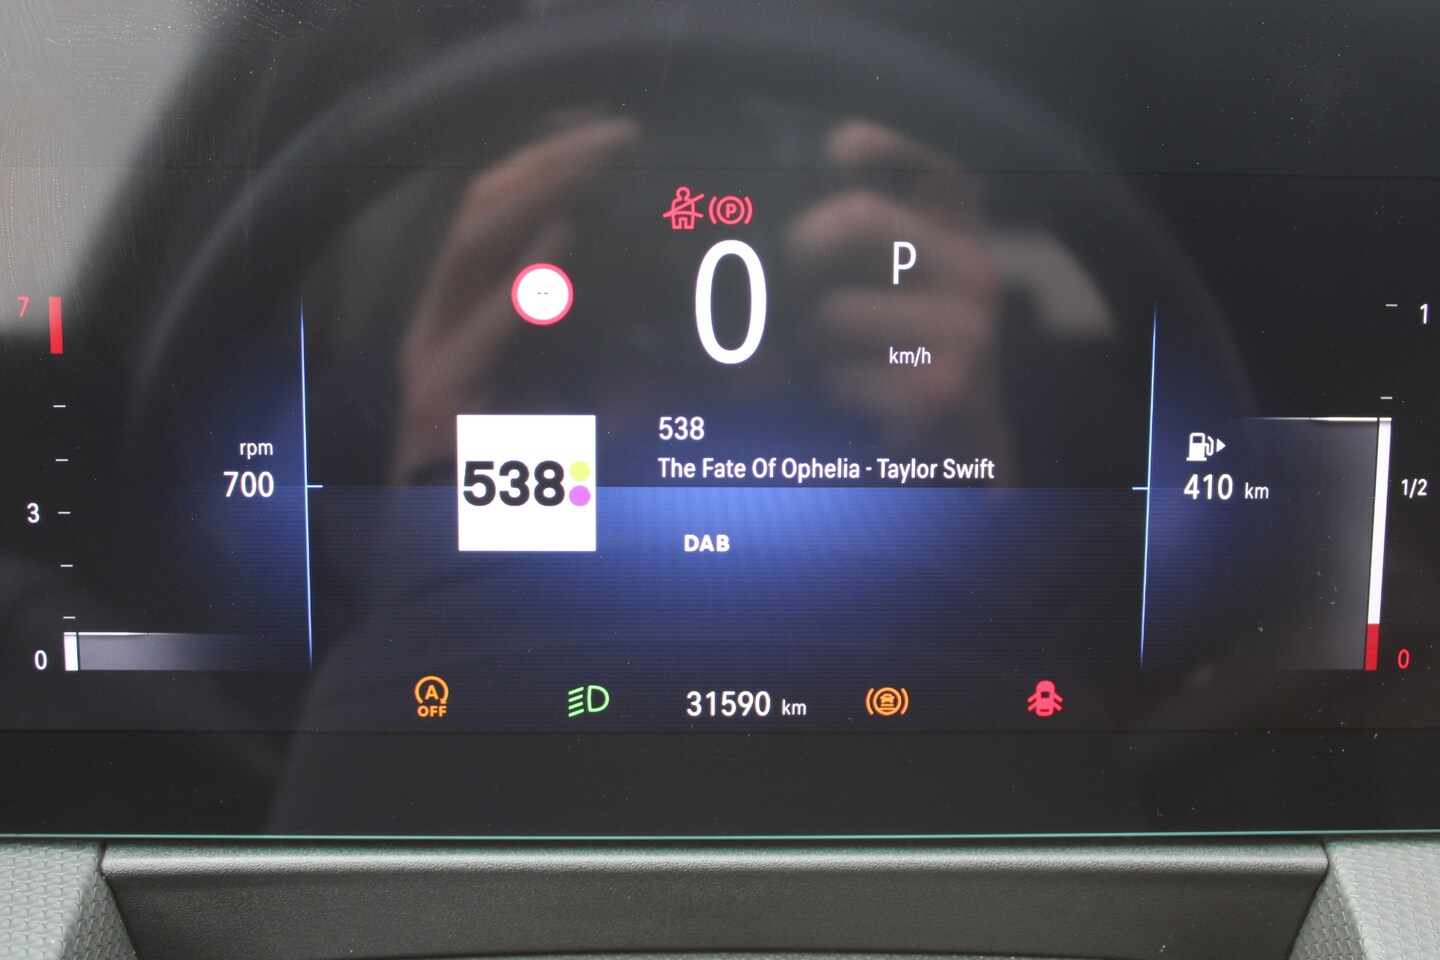 0
P
--
km/h
7
3
0
rpm
700
538
538
The Fate Of Ophelia - Taylor Swift
DAB
410 km
1
1/2
0
A
OFF
31590 km
P